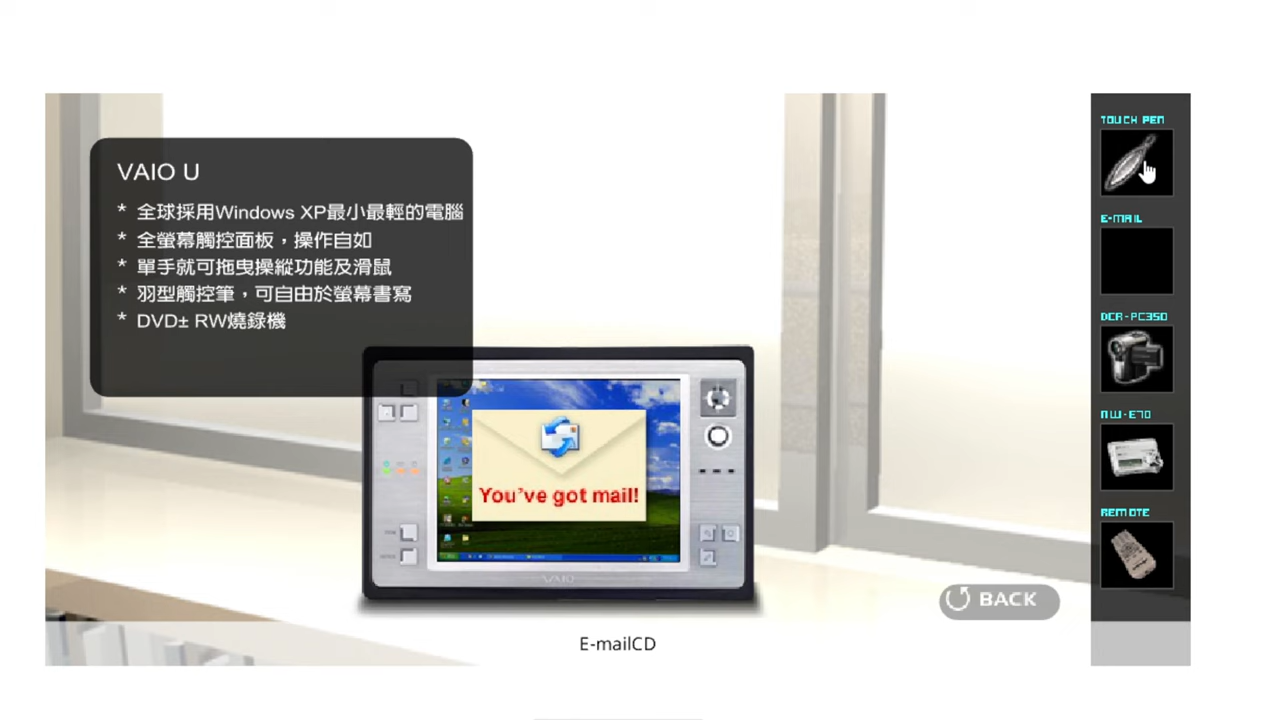 VAIO U
* 全球採用Windows XP最小最輕的電腦
* 全螢幕觸控面板，操作自如
* 單手就可拖曳操縱功能及滑鼠
* 羽型觸控筆，可自由於螢幕書寫
* DVD± RW燒錄機
You've got mail!
VAIO
BACK
E-mailCD
TOUCH PEN
E-MAIL
DCR-PC350
NW-E70
REMOTE